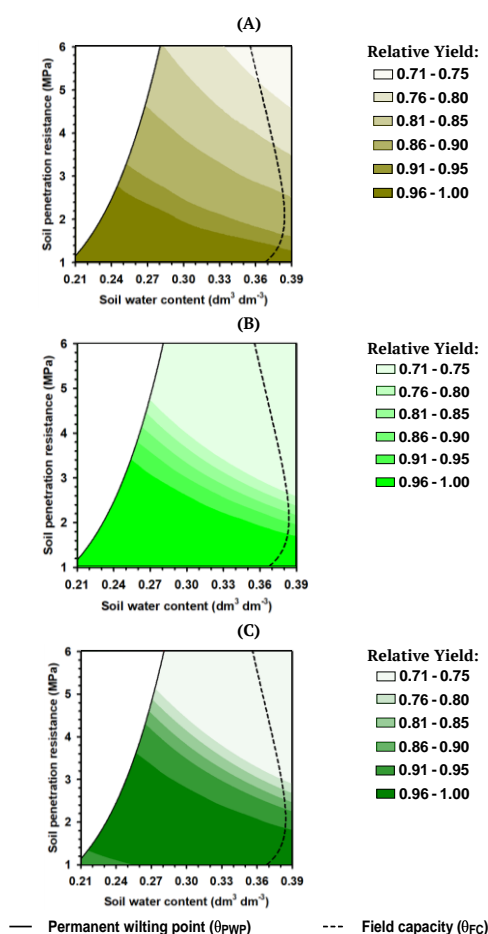 (A)
Relative Yield:
0.71 - 0.75
0.76 - 0.80
0.81 - 0.85
0.86 - 0.90
0.91 - 0.95
0.96 - 1.00
Soil penetration resistance (MPa)
6
5
4
3
2
1
0.21 0.24 0.27 0.30 0.33 0.36 0.39
Soil water content (dm³ dm⁻³)
(B)
Relative Yield:
0.71 - 0.75
0.76 - 0.80
0.81 - 0.85
0.86 - 0.90
0.91 - 0.95
0.96 - 1.00
Soil penetration resistance (MPa)
6
5
4
3
2
1
0.21 0.24 0.27 0.30 0.33 0.36 0.39
Soil water content (dm³ dm⁻³)
(C)
Relative Yield:
0.71 - 0.75
0.76 - 0.80
0.81 - 0.85
0.86 - 0.90
0.91 - 0.95
0.96 - 1.00
Soil penetration resistance (MPa)
6
5
4
3
2
1
0.21 0.24 0.27 0.30 0.33 0.36 0.39
Soil water content (dm³ dm⁻³)
Permanent wilting point (θPWP) Field capacity (θFC)